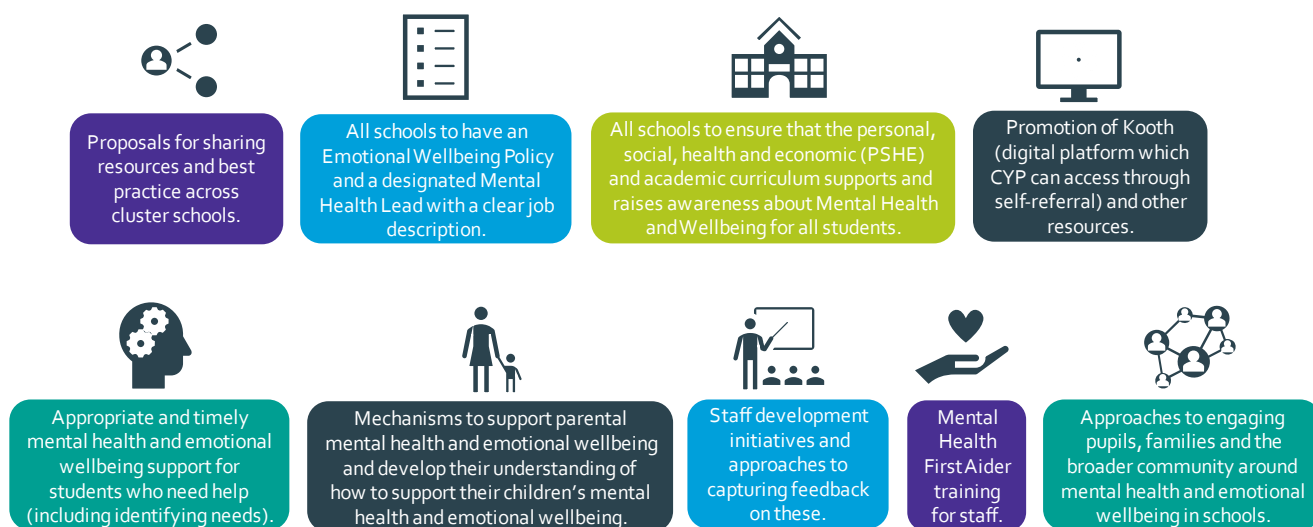 Proposals for sharing
resources and best
practice across
cluster schools.
All schools to have an
Emotional Wellbeing Policy
and a designated Mental
Health Lead with a clear job
description.
All schools to ensure that the personal,
social, health and economic (PSHE)
and academic curriculum supports and
raises awareness about Mental Health
and Wellbeing for all students.
Promotion of Kooth
(digital platform which
CYP can access through
self-referral) and other
resources.
Appropriate and timely
mental health and emotional
wellbeing support for
students who need help
(including identifying needs).
Mechanisms to support parental
mental health and emotional wellbeing
and develop their understanding of
how to support their children’s mental
health and emotional wellbeing.
Staff development
initiatives and
approaches to
capturing feedback
on these.
Mental
Health
First Aider
training
for staff.
Approaches to engaging
pupils, families and the
broader community around
mental health and emotional
wellbeing in schools.